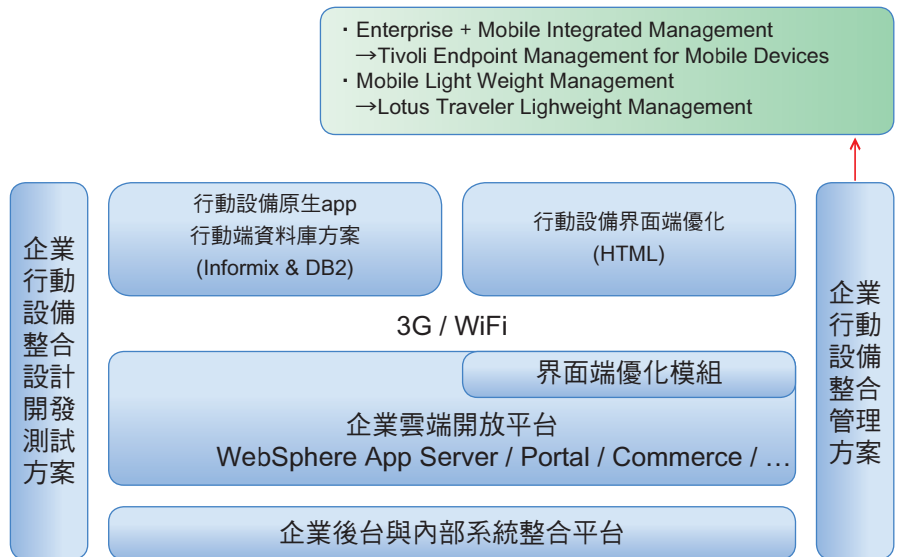 ・Enterprise + Mobile Integrated Management
→Tivoli Endpoint Management for Mobile Devices
・Mobile Light Weight Management
→Lotus Traveler Lighweight Management
企業
行動
設備
整合
設計
開發
測試
方案
行動設備原生app
行動端資料庫方案
(Informix & DB2)
行動設備界面端優化
(HTML)
3G / WiFi
界面端優化模組
企業雲端開放平台
WebSphere App Server / Portal / Commerce / …
企業後台與內部系統整合平台
企業
行動
設備
整合
管理
方案